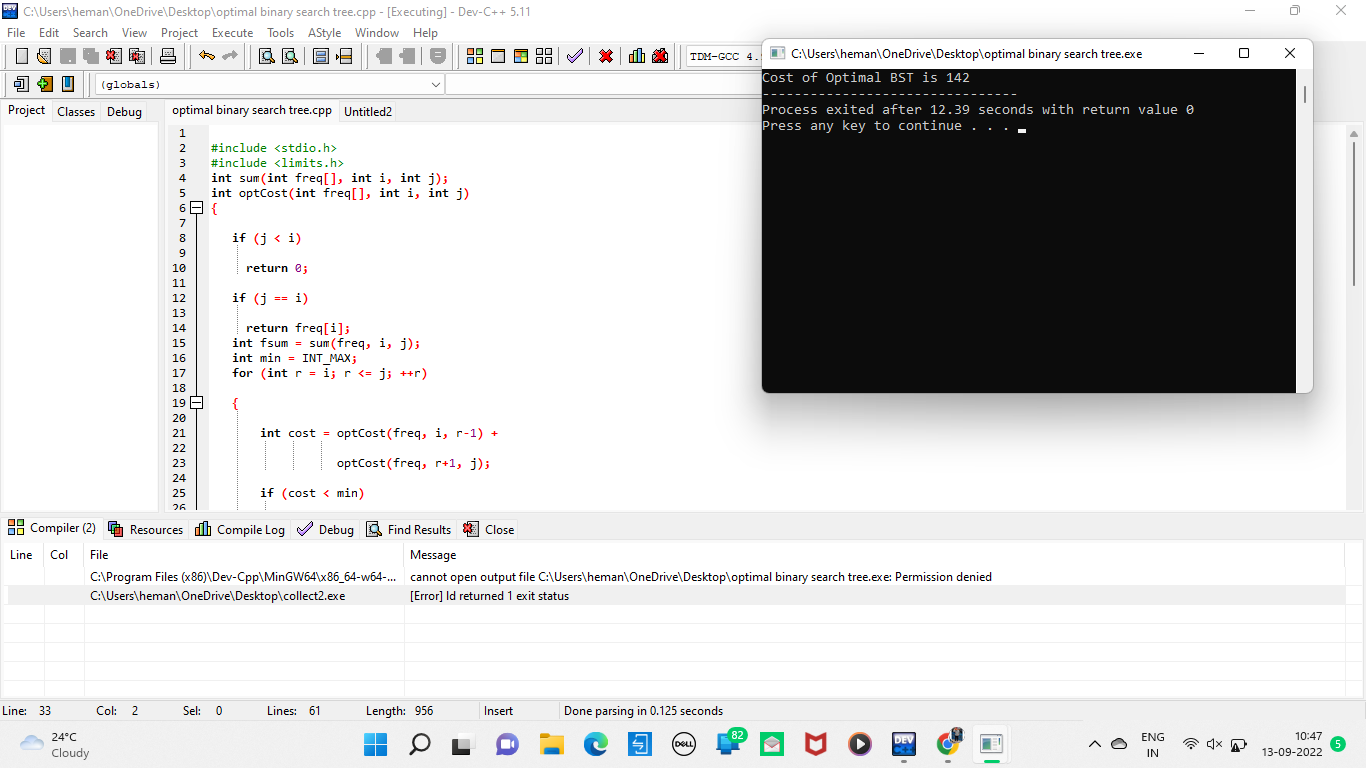 C:\Users\heman\OneDrive\Desktop\optimal binary search tree.cpp - [Executing] - Dev-C++ 5.11
File Edit Search View Project Execute Tools AStyle Window Help
TDM-GCC 4.
(globals)
Project Classes Debug
optimal binary search tree.cpp Untitled2
1
2 #include <stdio.h>
3 #include <limits.h>
4 int sum(int freq[], int i, int j);
5 int optCost(int freq[], int i, int j)
6 {
7
8 if (j < i)
9
10 return 0;
11
12 if (j == i)
13
14 return freq[i];
15 int fsum = sum(freq, i, j);
16 int min = INT_MAX;
17 for (int r = i; r <= j; ++r)
18
19 {
20
21 int cost = optCost(freq, i, r-1) +
22
23 optCost(freq, r+1, j);
24
25 if (cost < min)
26
C:\Users\heman\OneDrive\Desktop\optimal binary search tree.exe
Cost of Optimal BST is 142
--------------------------------
Process exited after 12.39 seconds with return value 0
Press any key to continue . . .
Compiler (2) Resources Compile Log Debug Find Results Close
Line Col File Message
C:\Program Files (x86)\Dev-Cpp\MinGW64\x86_64-w64-... cannot open output file C:\Users\heman\OneDrive\Desktop\optimal binary search tree.exe: Permission denied
C:\Users\heman\OneDrive\Desktop\collect2.exe [Error] ld returned 1 exit status
Line: 33 Col: 2 Sel: 0 Lines: 61 Length: 956 Insert Done parsing in 0.125 seconds
24°C
Cloudy
DELL
82
DEV
C++
ENG
IN
10:47
13-09-2022
5